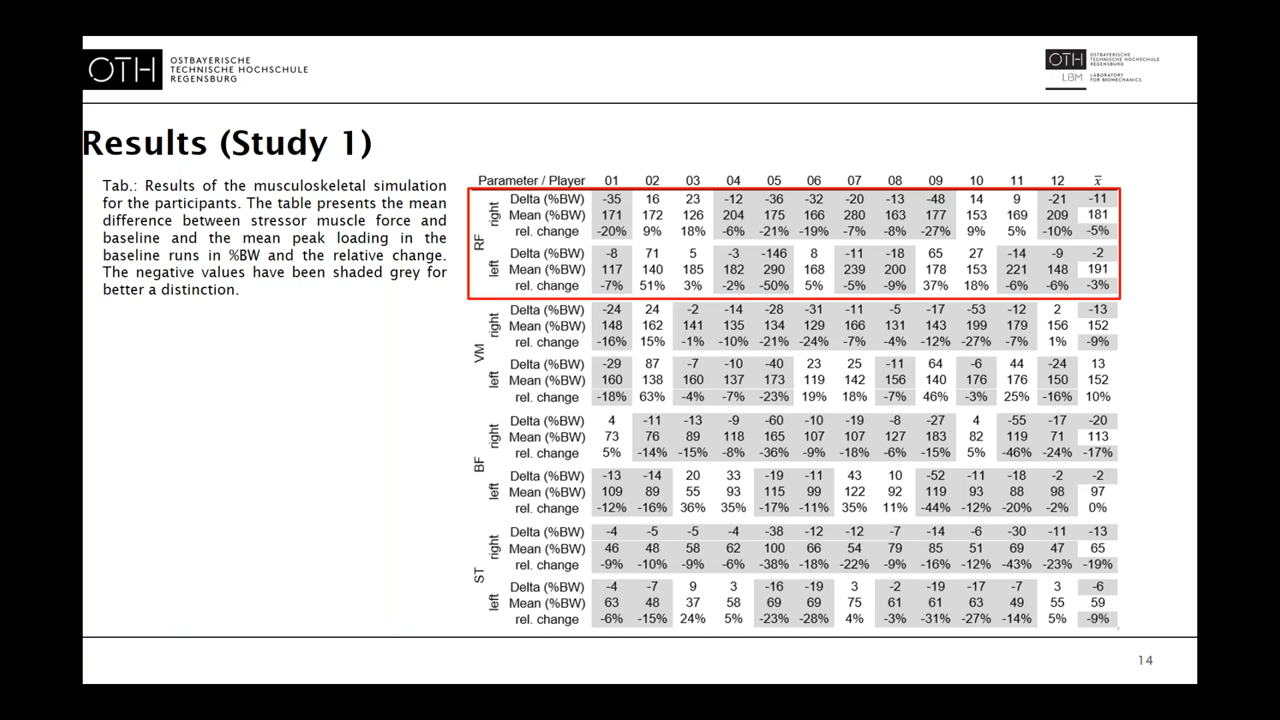 OTH OSTBAYERISCHE
TECHNISCHE HOCHSCHULE
REGENSBURG
OTH OSTBAYERISCHE
TECHNISCHE HOCHSCHULE
REGENSBURG
LBM LABORATORY
FOR BIOMECHANICS
Results (Study 1)
Tab.: Results of the musculoskeletal simulation
for the participants. The table presents the mean
difference between stressor muscle force and
baseline and the mean peak loading in the
baseline runs in %BW and the relative change.
The negative values have been shaded grey for
better a distinction.
Parameter / Player 01 02 03 04 05 06 07 08 09 10 11 12 x̅
RF
right
Delta (%BW) -35 16 23 -12 -36 -32 -20 -13 -48 14 9 -21 -11
Mean (%BW) 171 172 126 204 175 166 280 163 177 153 169 209 181
rel. change -20% 9% 18% -6% -21% -19% -7% -8% -27% 9% 5% -10% -5%
left
Delta (%BW) -8 71 5 -3 -146 8 -11 -18 65 27 -14 -9 -2
Mean (%BW) 117 140 185 182 290 168 239 200 178 153 221 148 191
rel. change -7% 51% 3% -2% -50% 5% -5% -9% 37% 18% -6% -6% -3%
VM
right
Delta (%BW) -24 24 -2 -14 -28 -31 -11 -5 -17 -53 -12 2 -13
Mean (%BW) 148 162 141 135 134 129 166 131 143 199 179 156 152
rel. change -16% 15% -1% -10% -21% -24% -7% -4% -12% -27% -7% 1% -9%
left
Delta (%BW) -29 87 -7 -10 -40 23 25 -11 64 -6 44 -24 13
Mean (%BW) 160 138 160 137 173 119 142 156 140 176 176 150 152
rel. change -18% 63% -4% -7% -23% 19% 18% -7% 46% -3% 25% -16% 10%
BF
right
Delta (%BW) 4 -11 -13 -9 -60 -10 -19 -8 -27 4 -55 -17 -20
Mean (%BW) 73 76 89 118 165 107 107 127 183 82 119 71 113
rel. change 5% -14% -15% -8% -36% -9% -18% -6% -15% 5% -46% -24% -17%
left
Delta (%BW) -13 -14 20 33 -19 -11 43 10 -52 -11 -18 -2 -2
Mean (%BW) 109 89 55 93 115 99 122 92 119 93 88 98 97
rel. change -12% -16% 36% 35% -17% -11% 35% 11% -44% -12% -20% -2% 0%
ST
right
Delta (%BW) -4 -5 -5 -4 -38 -12 -12 -7 -14 -6 -30 -11 -13
Mean (%BW) 46 48 58 62 100 66 54 79 85 51 69 47 65
rel. change -9% -10% -9% -6% -38% -18% -22% -9% -16% -12% -43% -23% -19%
left
Delta (%BW) -4 -7 9 3 -16 -19 3 -2 -19 -17 -7 3 -6
Mean (%BW) 63 48 37 58 69 69 75 61 61 63 49 55 59
rel. change -6% -15% 24% 5% -23% -28% 4% -3% -31% -27% -14% 5% -9%
14